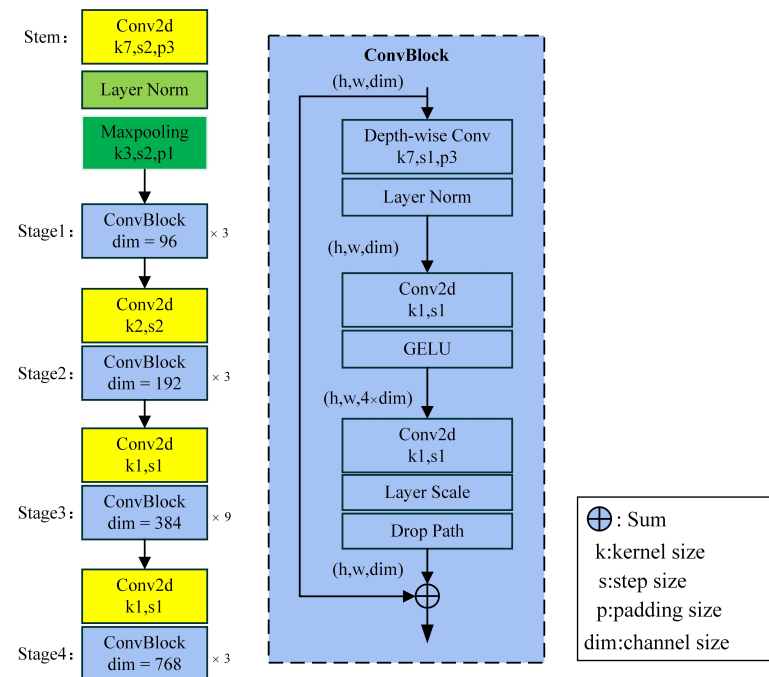 Stem:
Conv2d
k7,s2,p3
Layer Norm
Maxpooling
k3,s2,p1
Stage1:
ConvBlock
dim = 96
× 3
Conv2d
k2,s2
Stage2:
ConvBlock
dim = 192
× 3
Conv2d
k1,s1
Stage3:
ConvBlock
dim = 384
× 9
Conv2d
k1,s1
Stage4:
ConvBlock
dim = 768
× 3
ConvBlock
(h,w,dim)
Depth-wise Conv
k7,s1,p3
Layer Norm
(h,w,dim)
Conv2d
k1,s1
GELU
(h,w,4×dim)
Conv2d
k1,s1
Layer Scale
Drop Path
(h,w,dim)
: Sum
k:kernel size
s:step size
p:padding size
dim:channel size